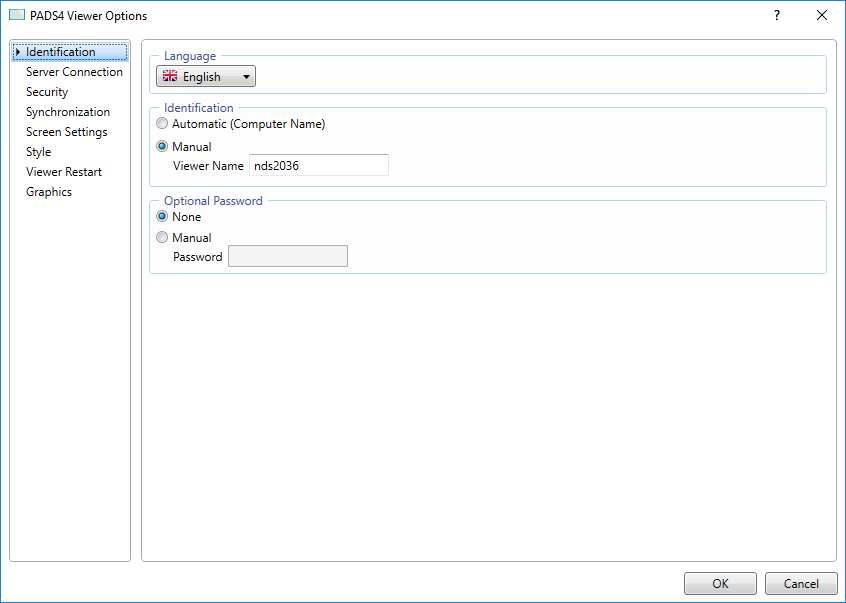 PADS4 Viewer Options
?
Identification
Server Connection
Security
Synchronization
Screen Settings
Style
Viewer Restart
Graphics
Language
English
Identification
Automatic (Computer Name)
Manual
Viewer Name nds2036
Optional Password
None
Manual
Password
OK Cancel